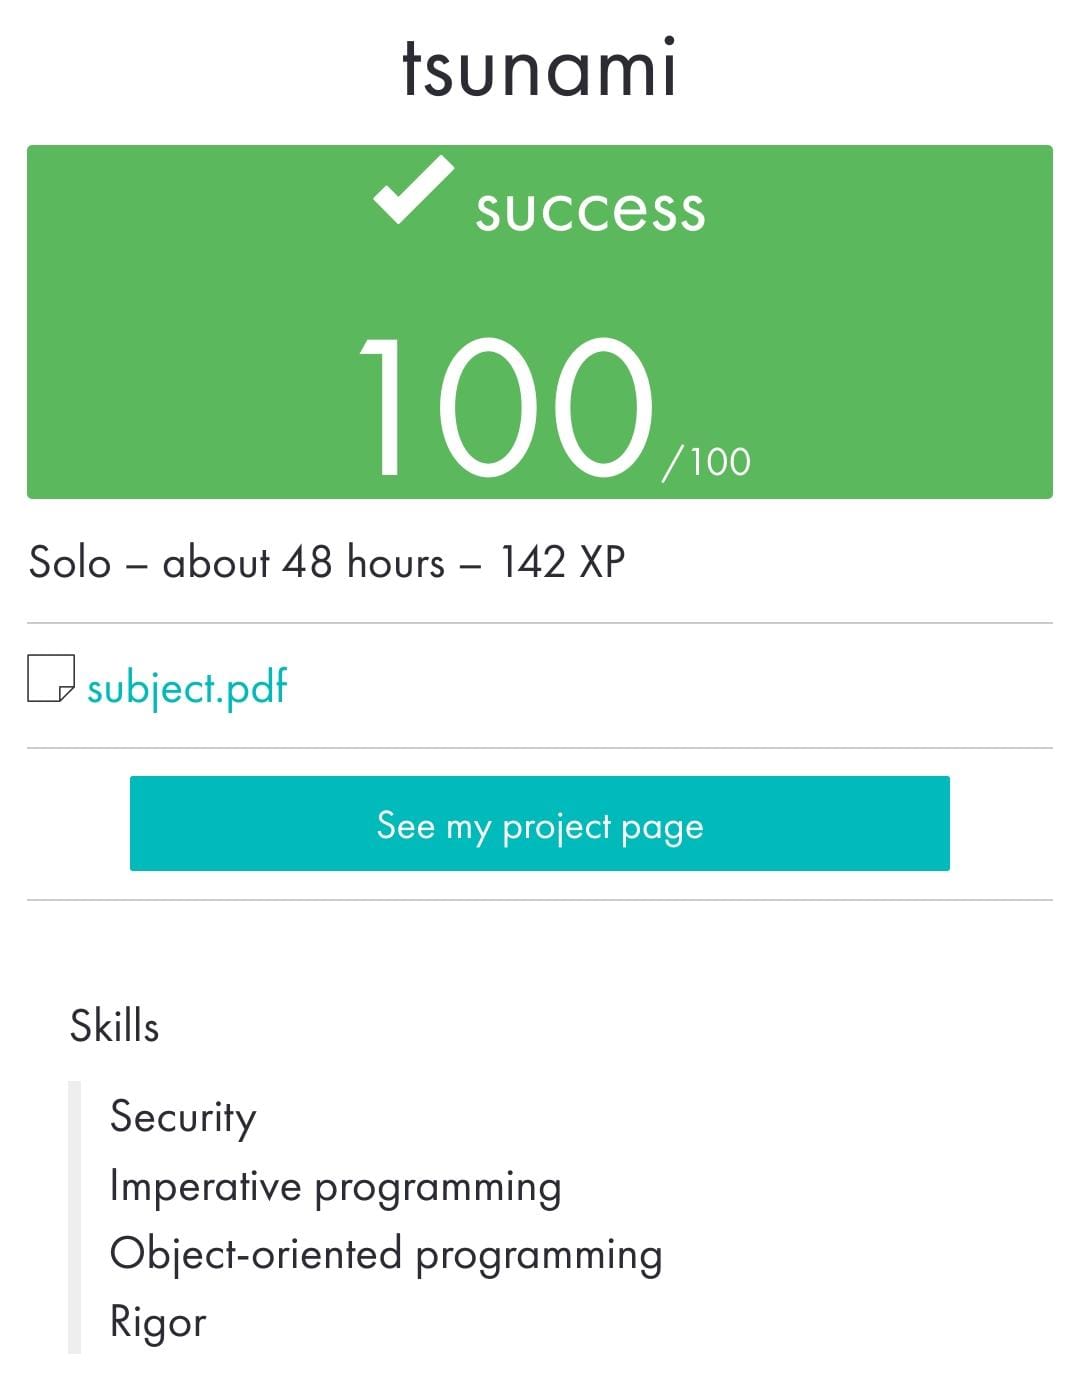 tsunami
success
100/100
Solo – about 48 hours – 142 XP
subject.pdf
See my project page
Skills
Security
Imperative programming
Object-oriented programming
Rigor